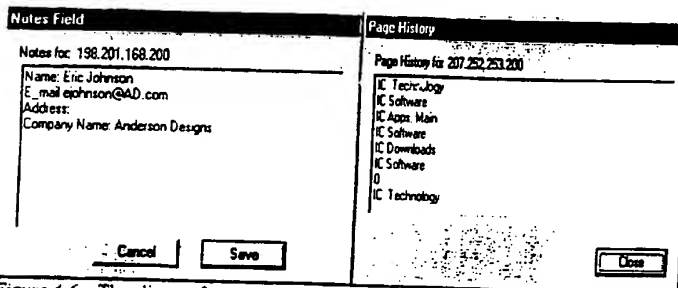 Notes Field
Notes for: 198.201.168.200
Name: Eric Johnson
E_mail ejohnson@AD.com
Address:
Company Name: Anderson Designs
Cancel
Save
Page History
Page History for 207.252.253.200
IC Technology
IC Software
IC Apps. Main
IC Software
IC Downloads
IC Software
0
IC Technology
Close